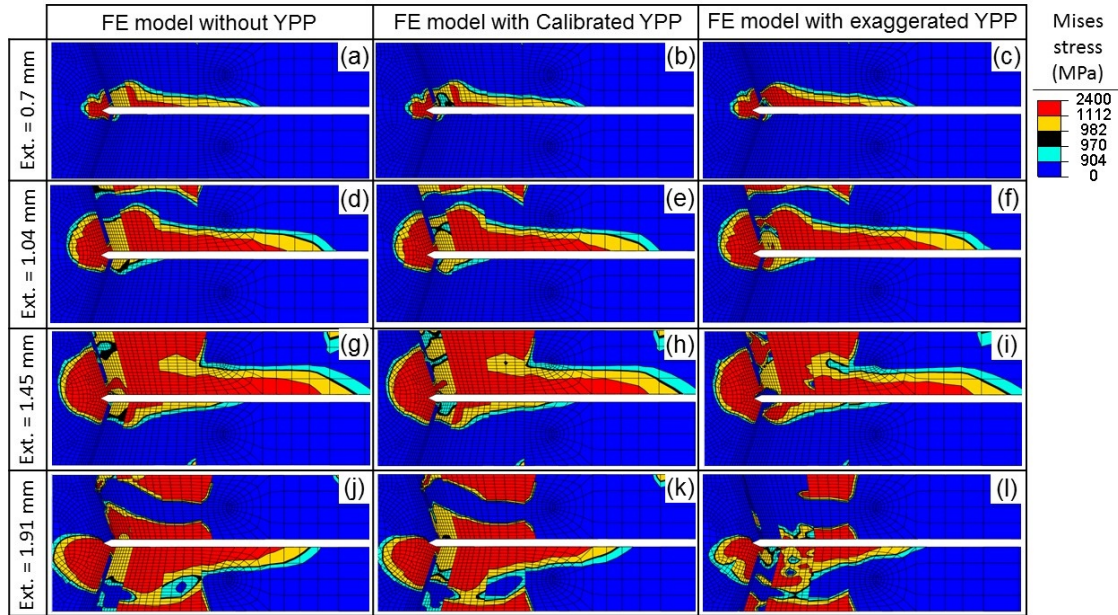 FE model without YPP
FE model with Calibrated YPP
FE model with exaggerated YPP
Mises
stress
(MPa)
2400
1112
982
970
904
0
Ext. = 0.7 mm
(a)
(b)
(c)
Ext. = 1.04 mm
(d)
(e)
(f)
Ext. = 1.45 mm
(g)
(h)
(i)
Ext. = 1.91 mm
(j)
(k)
(l)